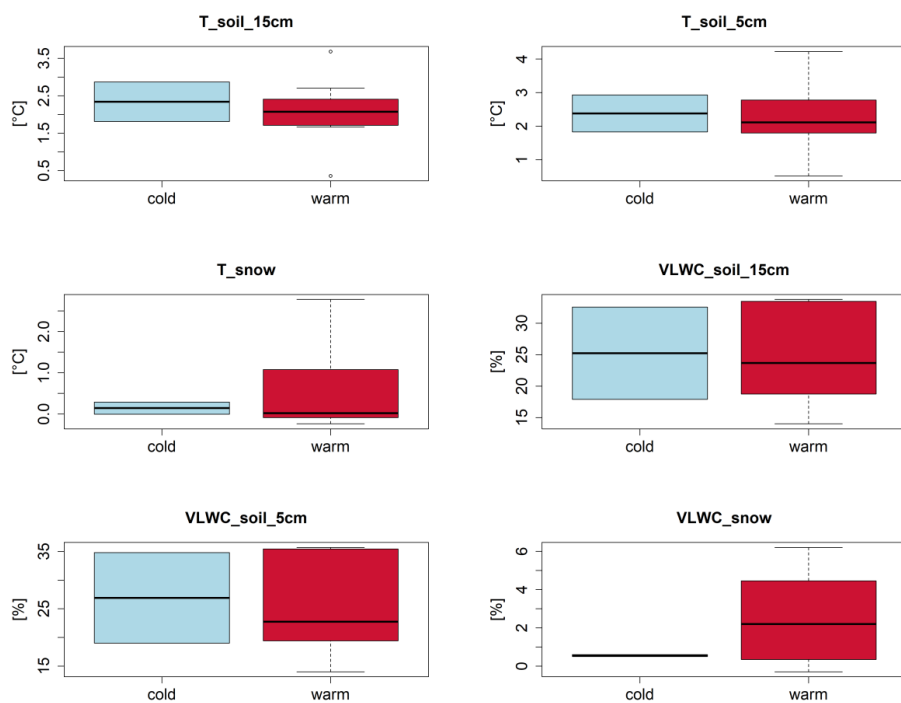 T_soil_15cm
[°C]
3.5
2.5
1.5
0.5
cold
warm
T_soil_5cm
[°C]
4
3
2
1
cold
warm
T_snow
[°C]
2.0
1.0
0.0
cold
warm
VLWC_soil_15cm
[%]
30
25
20
15
cold
warm
VLWC_soil_5cm
[%]
35
25
15
cold
warm
VLWC_snow
[%]
6
4
2
0
cold
warm